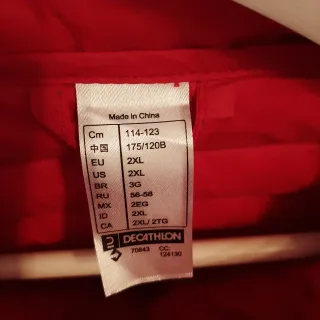 Made in China
Cm 114-123
中国 175/120B
EU 2XL
US 2XL
BR 3G
RU 56-58
MX 2EG
ID 2XL
CA 2XL/ 2TG
DECATHLON
70843 CC:
124130